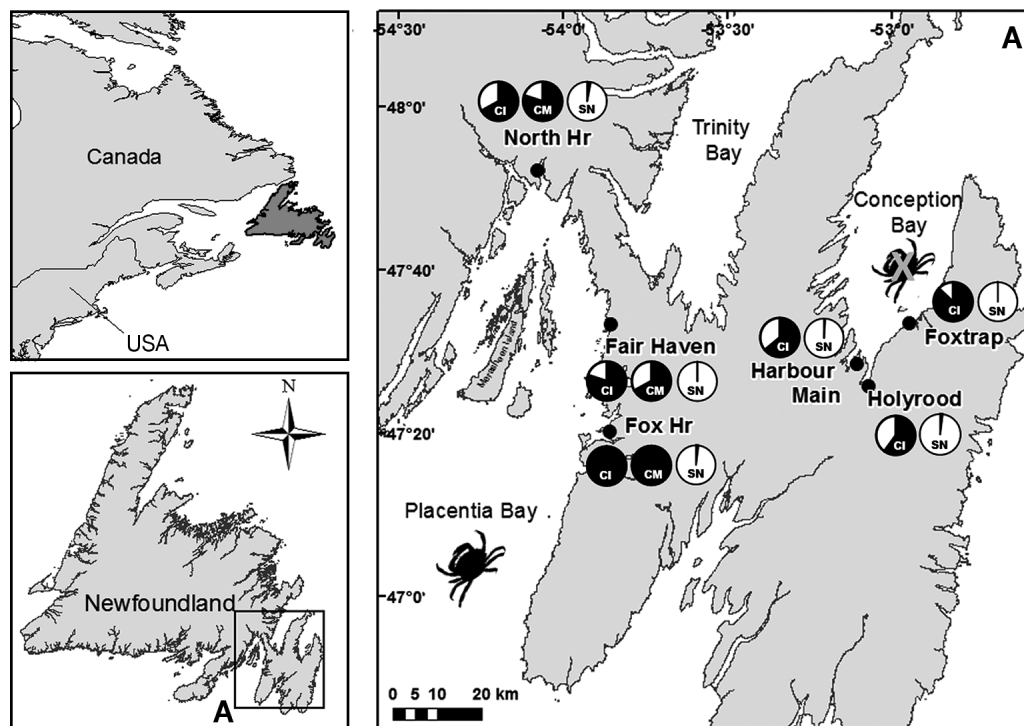 Canada
USA
N
Newfoundland
A
-54°30'
-54°0'
-53°30'
-53°0'
A
48°0'
47°40'
47°20'
47°0'
CI CM SN
North Hr
Trinity
Bay
Conception
Bay
X
CI SN
Foxtrap
Merasheen Island
Fair Haven
CI CM SN
CI SN
Harbour
Main
Holyrood
CI SN
Fox Hr
CI CM SN
Placentia Bay
0 5 10 20 km